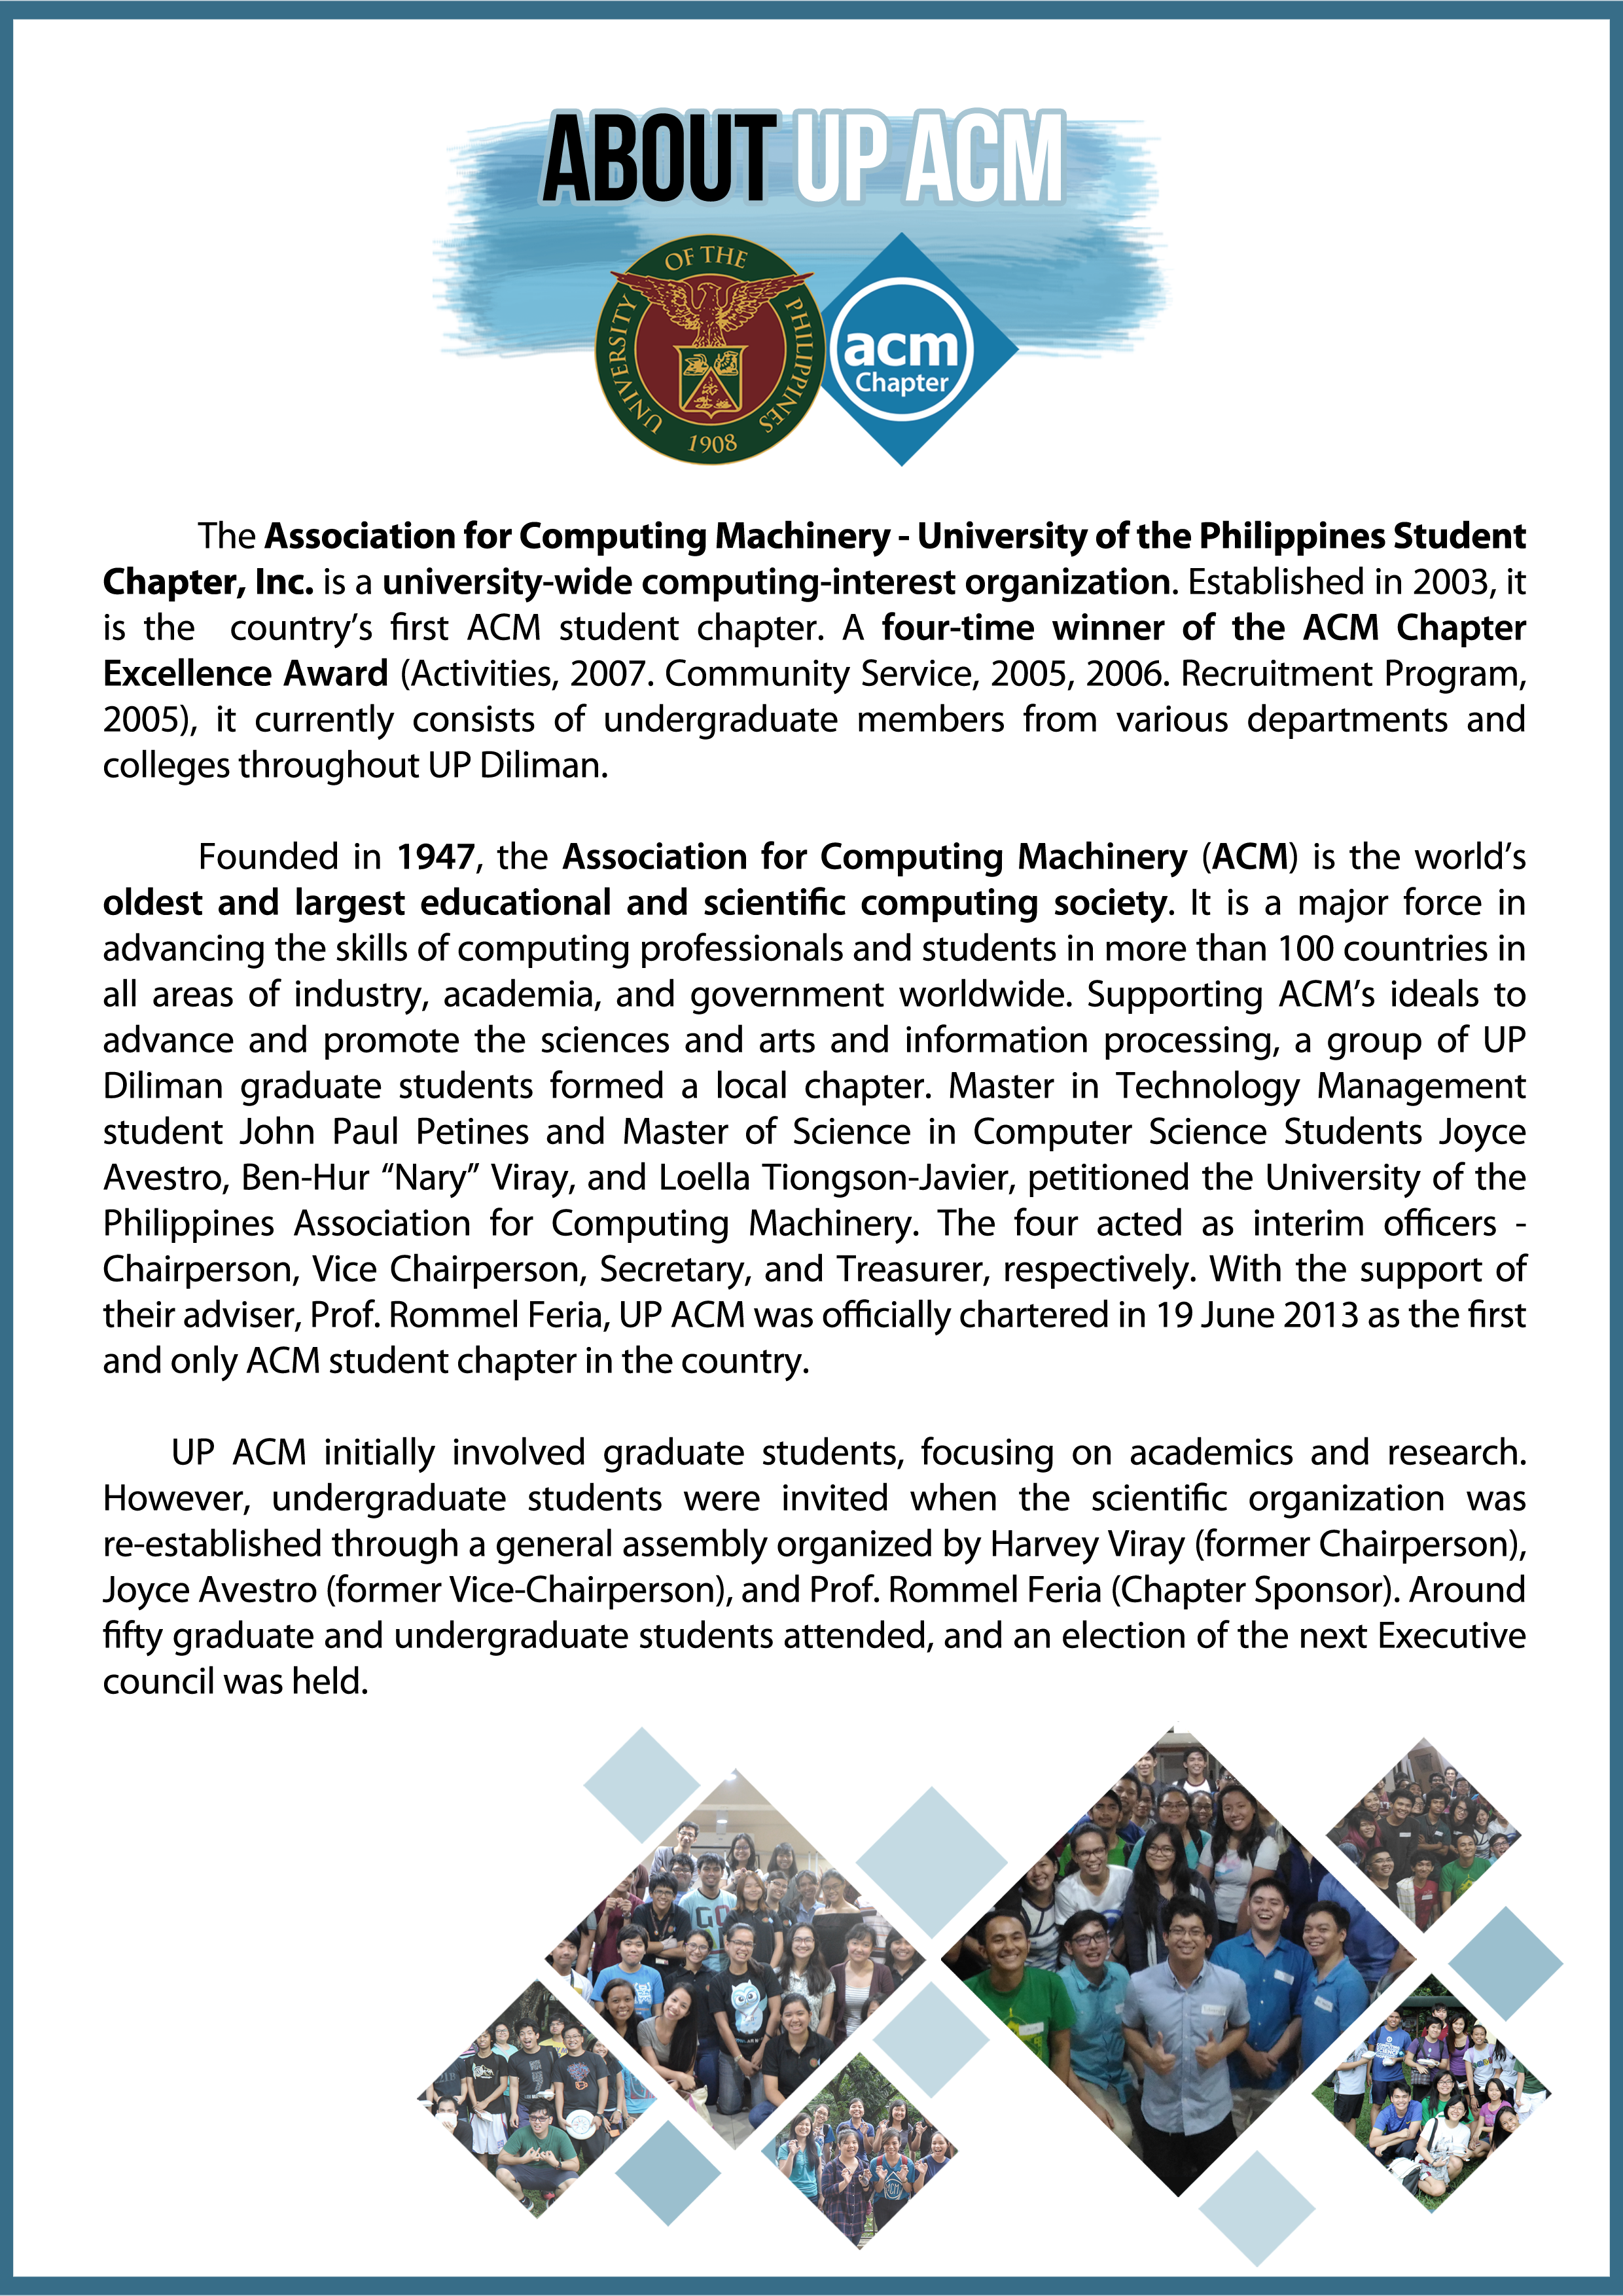 ABOUT UP ACM
UNIVERSITY OF THE PHILIPPINES
1908
acm
Chapter
The Association for Computing Machinery - University of the Philippines Student
Chapter, Inc. is a university-wide computing-interest organization. Established in 2003, it
is the country’s first ACM student chapter. A four-time winner of the ACM Chapter
Excellence Award (Activities, 2007. Community Service, 2005, 2006. Recruitment Program,
2005), it currently consists of undergraduate members from various departments and
colleges throughout UP Diliman.
Founded in 1947, the Association for Computing Machinery (ACM) is the world’s
oldest and largest educational and scientific computing society. It is a major force in
advancing the skills of computing professionals and students in more than 100 countries in
all areas of industry, academia, and government worldwide. Supporting ACM’s ideals to
advance and promote the sciences and arts and information processing, a group of UP
Diliman graduate students formed a local chapter. Master in Technology Management
student John Paul Petines and Master of Science in Computer Science Students Joyce
Avestro, Ben-Hur “Nary” Viray, and Loella Tiongson-Javier, petitioned the University of the
Philippines Association for Computing Machinery. The four acted as interim officers -
Chairperson, Vice Chairperson, Secretary, and Treasurer, respectively. With the support of
their adviser, Prof. Rommel Feria, UP ACM was officially chartered in 19 June 2013 as the first
and only ACM student chapter in the country.
UP ACM initially involved graduate students, focusing on academics and research.
However, undergraduate students were invited when the scientific organization was
re-established through a general assembly organized by Harvey Viray (former Chairperson),
Joyce Avestro (former Vice-Chairperson), and Prof. Rommel Feria (Chapter Sponsor). Around
fifty graduate and undergraduate students attended, and an election of the next Executive
council was held.